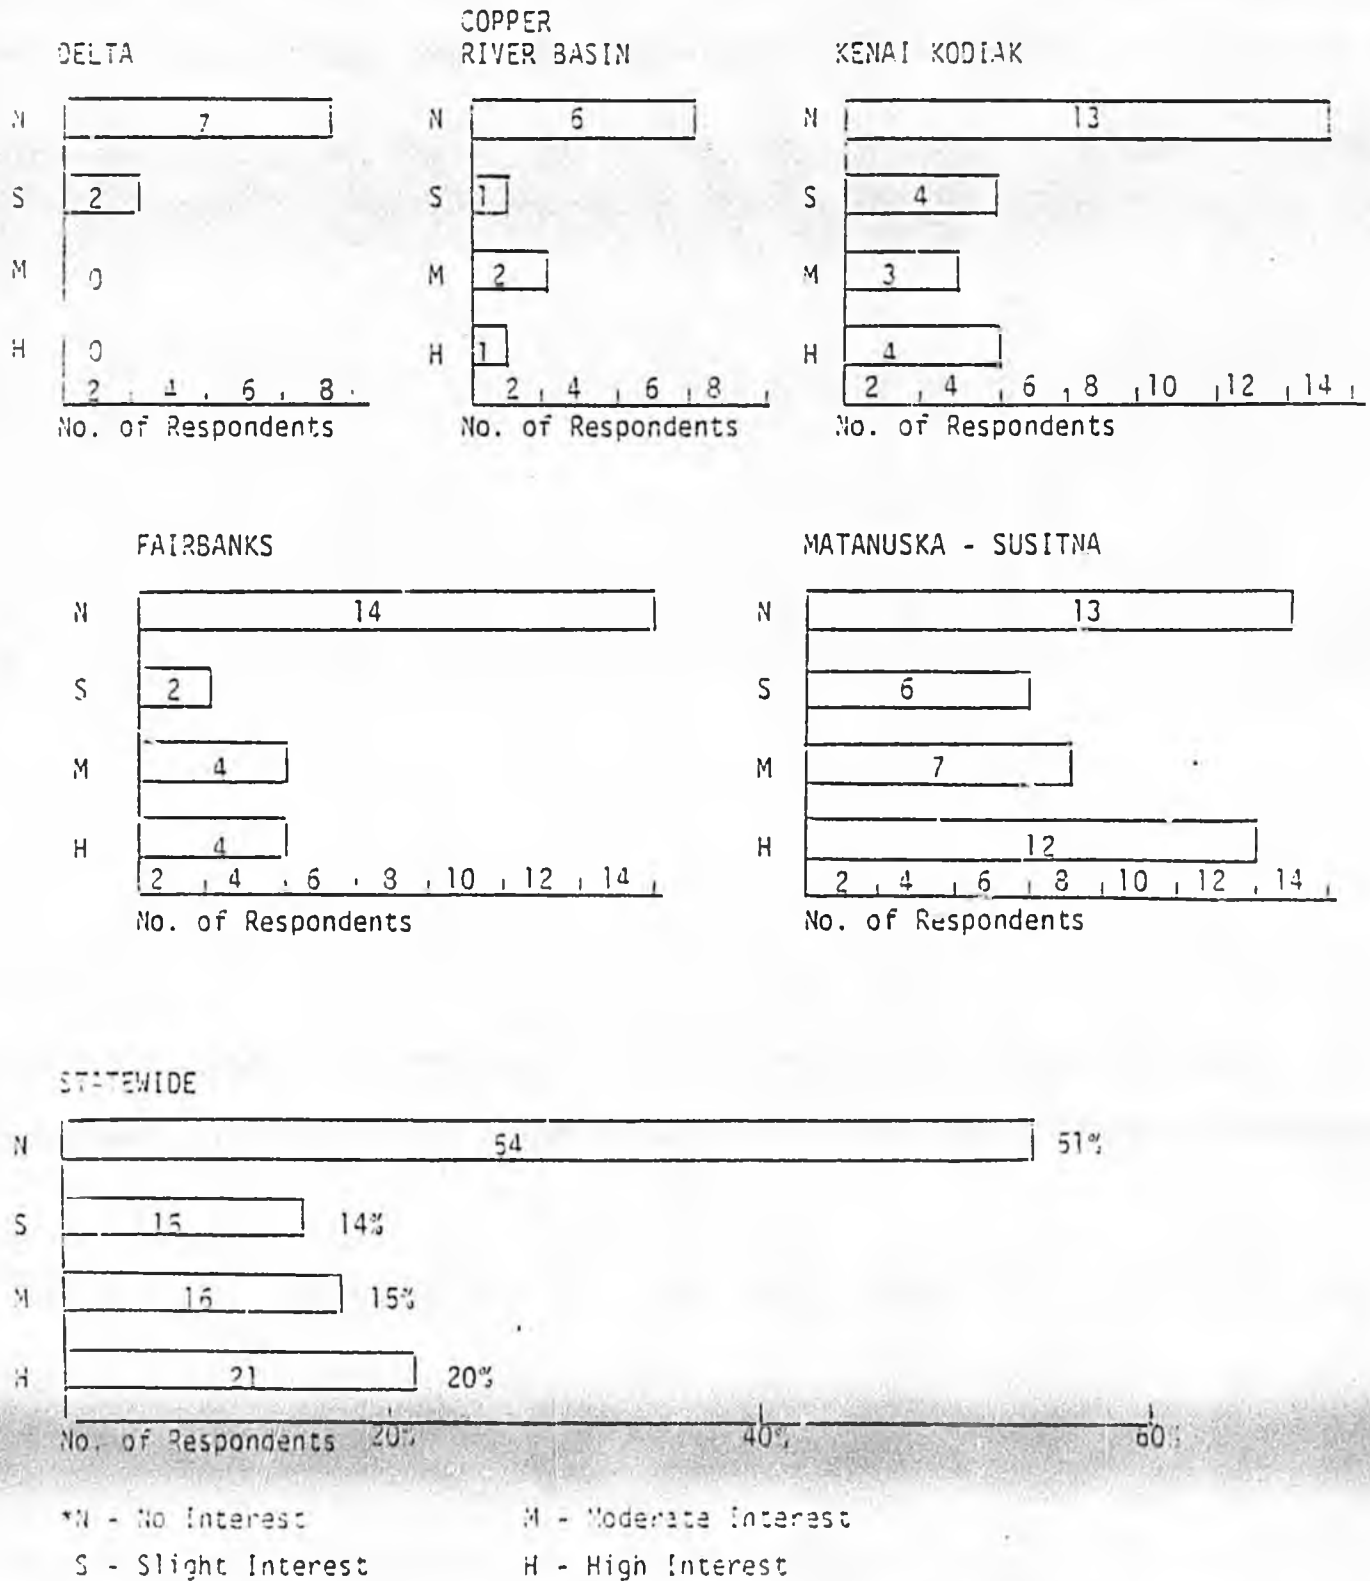 DELTA
N 7
S 2
M 0
H 0
2 4 6 8
No. of Respondents
COPPER
RIVER BASIN
N 6
S 1
M 2
H 1
2 4 6 8
No. of Respondents
KENAI KODIAK
N 13
S 4
M 3
H 4
2 4 6 8 10 12 14
No. of Respondents
FAIRBANKS
N 14
S 2
M 4
H 4
2 4 6 8 10 12 14
No. of Respondents
MATANUSKA - SUSITNA
N 13
S 6
M 7
H 12
2 4 6 8 10 12 14
No. of Respondents
STATEWIDE
N 54 51%
S 15 14%
M 16 15%
H 21 20%
No. of Respondents 20% 40% 60%
*N - No Interest M - Moderate Interest
S - Slight Interest H - High Interest